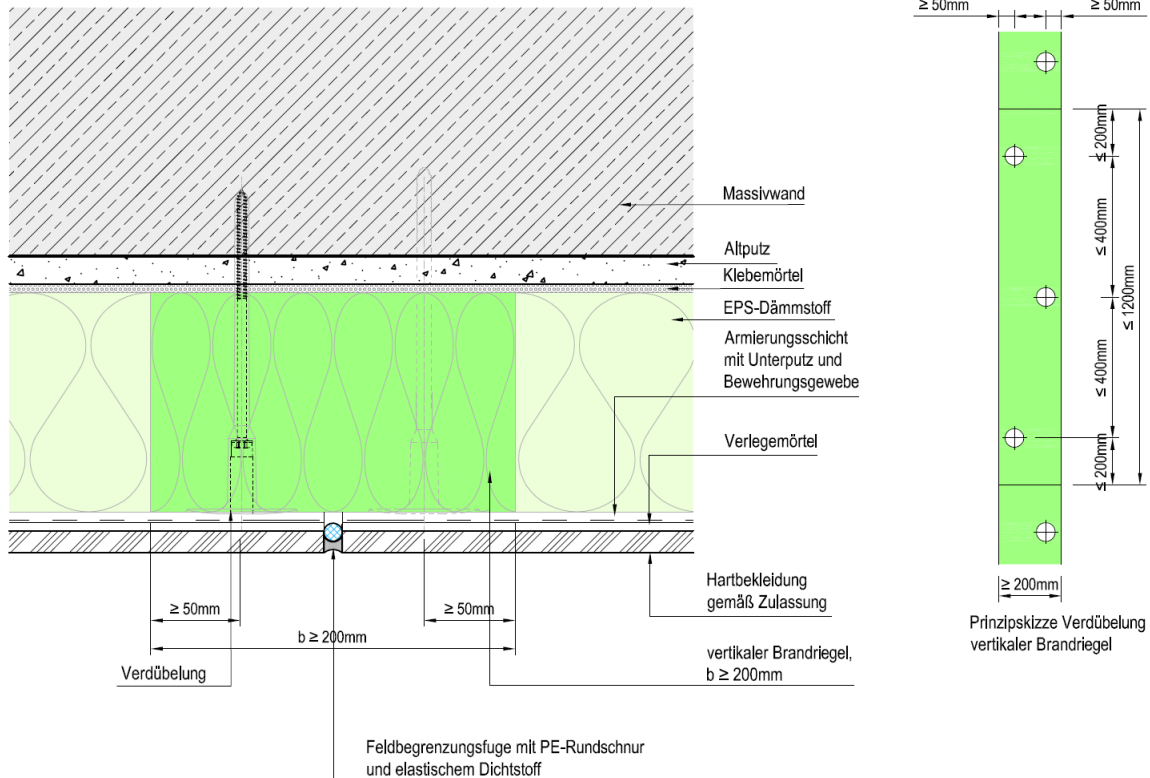 Massivwand
Altputz
Klebemörtel
EPS-Dämmstoff
Armierungsschicht
mit Unterputz und
Bewehrungsgewebe
Verlegemörtel
Hartbekleidung
gemäß Zulassung
vertikaler Brandriegel,
b ≥ 200mm
≥ 50mm
≥ 50mm
b ≥ 200mm
Verdübelung
Feldbegrenzungsfuge mit PE-Rundschnur
und elastischem Dichtstoff
≥ 50mm
≥ 50mm
≤ 200mm
≤ 400mm
≤ 400mm
≤ 200mm
≤ 1200mm
≥ 200mm
Prinzipskizze Verdübelung
vertikaler Brandriegel